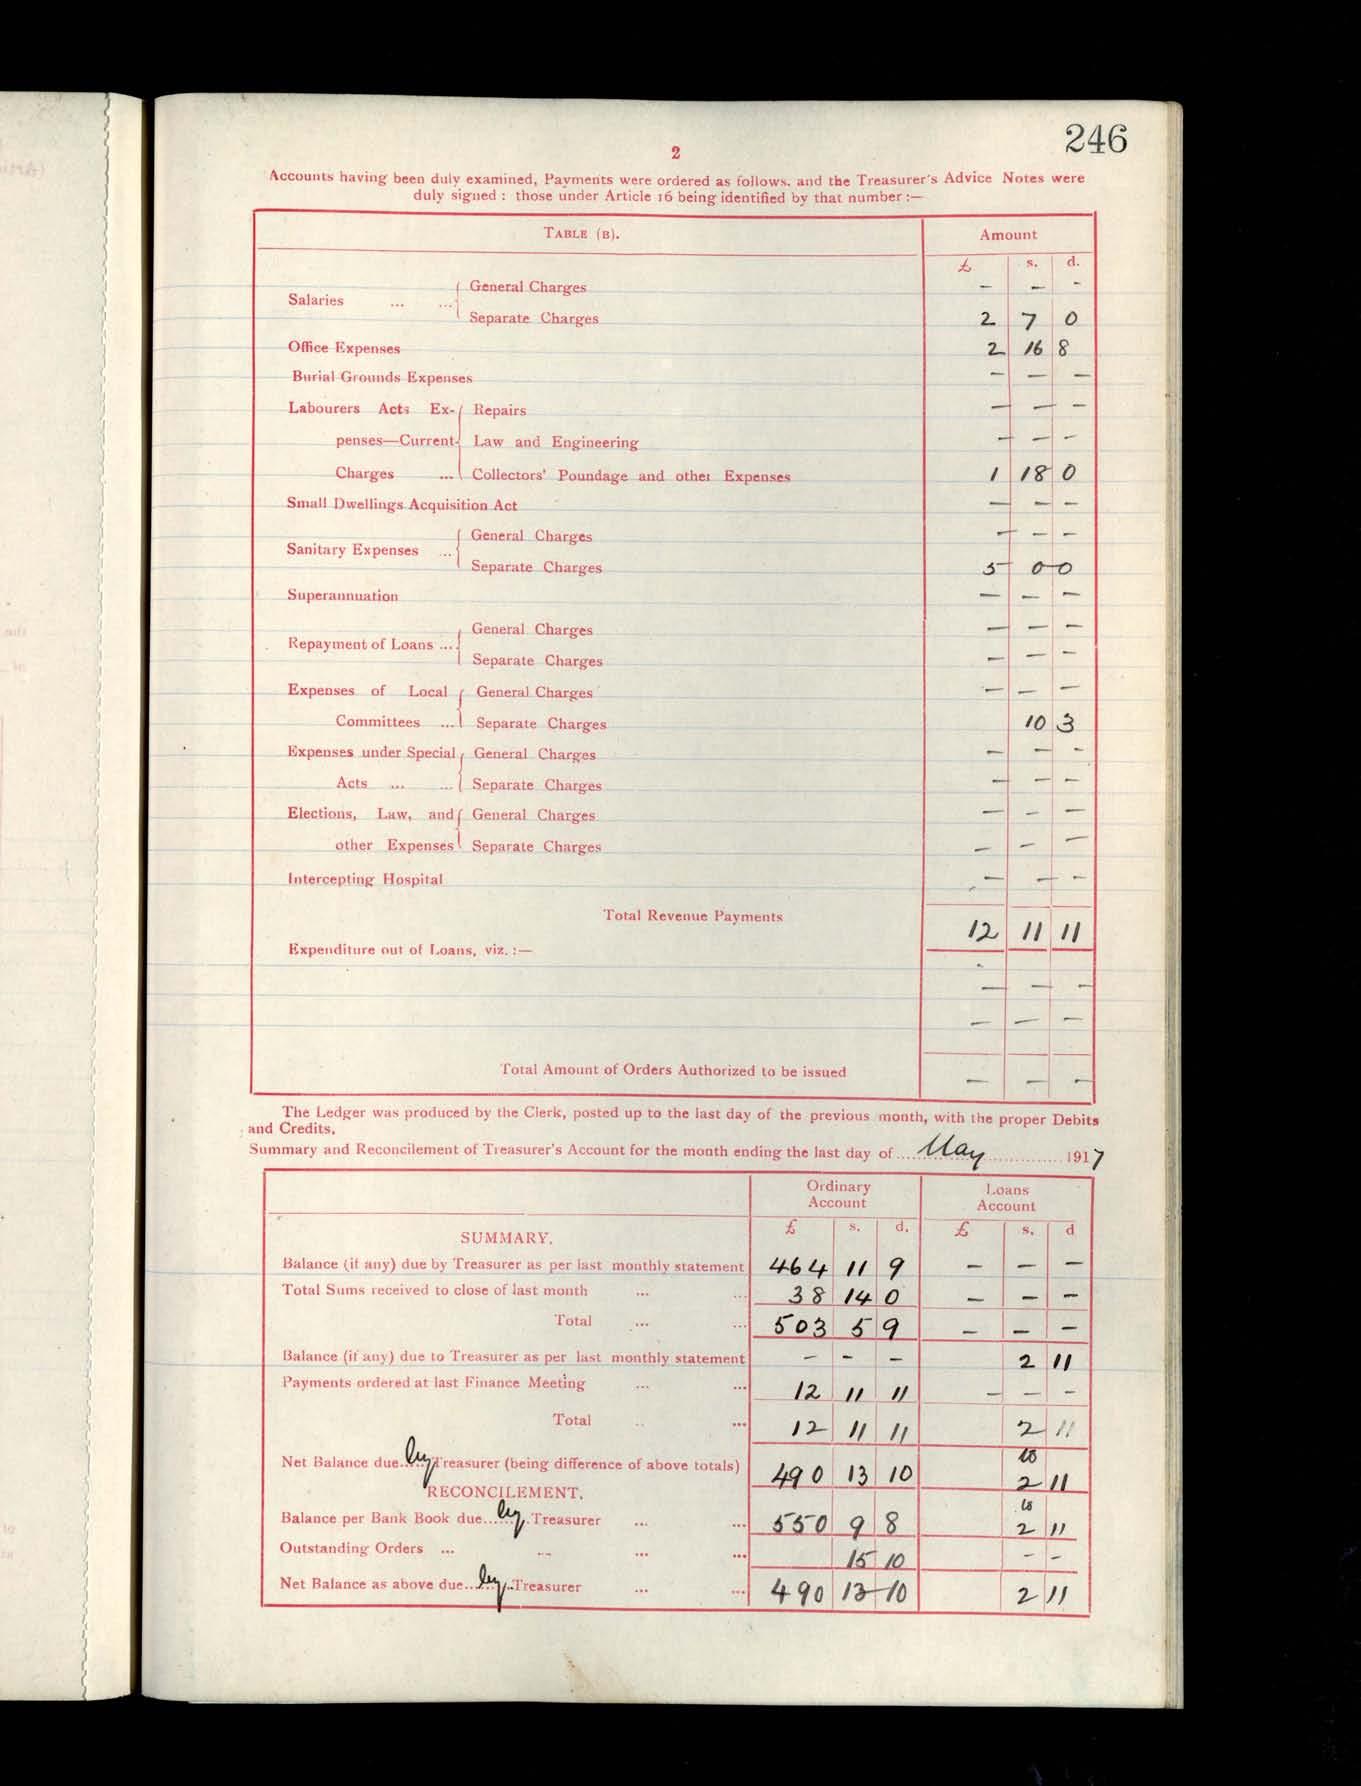 246
2
Accounts having been duly examined, Payments were ordered as follows, and the Treasurer's Advice Notes were
duly signed : those under Article 16 being identified by that number :—
TABLE (B). Amount
£ s. d.
Salaries ... ... General Charges — — —
Separate Charges 2 7 0
Office Expenses 2 16 8
Burial Grounds Expenses — — —
Labourers Acts Ex- Repairs — — —
penses—Current Law and Engineering — — —
Charges ... Collectors' Poundage and other Expenses 1 18 0
Small Dwellings Acquisition Act — — —
Sanitary Expenses ... General Charges — — —
Separate Charges 5 0 0
Superannuation — — —
Repayment of Loans ... General Charges — — —
Separate Charges — — —
Expenses of Local General Charges — — —
Committees ... Separate Charges 10 3
Expenses under Special General Charges — — —
Acts ... ... Separate Charges — — —
Elections, Law, and General Charges — — —
other Expenses Separate Charges — — —
Intercepting Hospital — — —
Total Revenue Payments 12 11 11
Expenditure out of Loans, viz. :—
— — —
— — —
Total Amount of Orders Authorized to be issued — — —
The Ledger was produced by the Clerk, posted up to the last day of the previous month, with the proper Debits
and Credits.
Summary and Reconcilement of Treasurer's Account for the month ending the last day of May 1917
Ordinary Account Loans Account
£ s. d. £ s. d
SUMMARY.
Balance (if any) due by Treasurer as per last monthly statement 464 11 9 — — —
Total Sums received to close of last month ... ... 38 14 0 — — —
Total ... ... 503 5 9 — — —
Balance (if any) due to Treasurer as per last monthly statement — — — 2 11
Payments ordered at last Finance Meeting ... ... 12 11 11 — — —
Total .. ... 12 11 11 2 11
Net Balance due by Treasurer (being difference of above totals) 490 13 10 to 2 11
RECONCILEMENT.
Balance per Bank Book due by Treasurer ... ... 550 9 8 to 2 11
Outstanding Orders ... ... ... ... 15 10 — —
Net Balance as above due by Treasurer ... ... 490 13 10 2 11